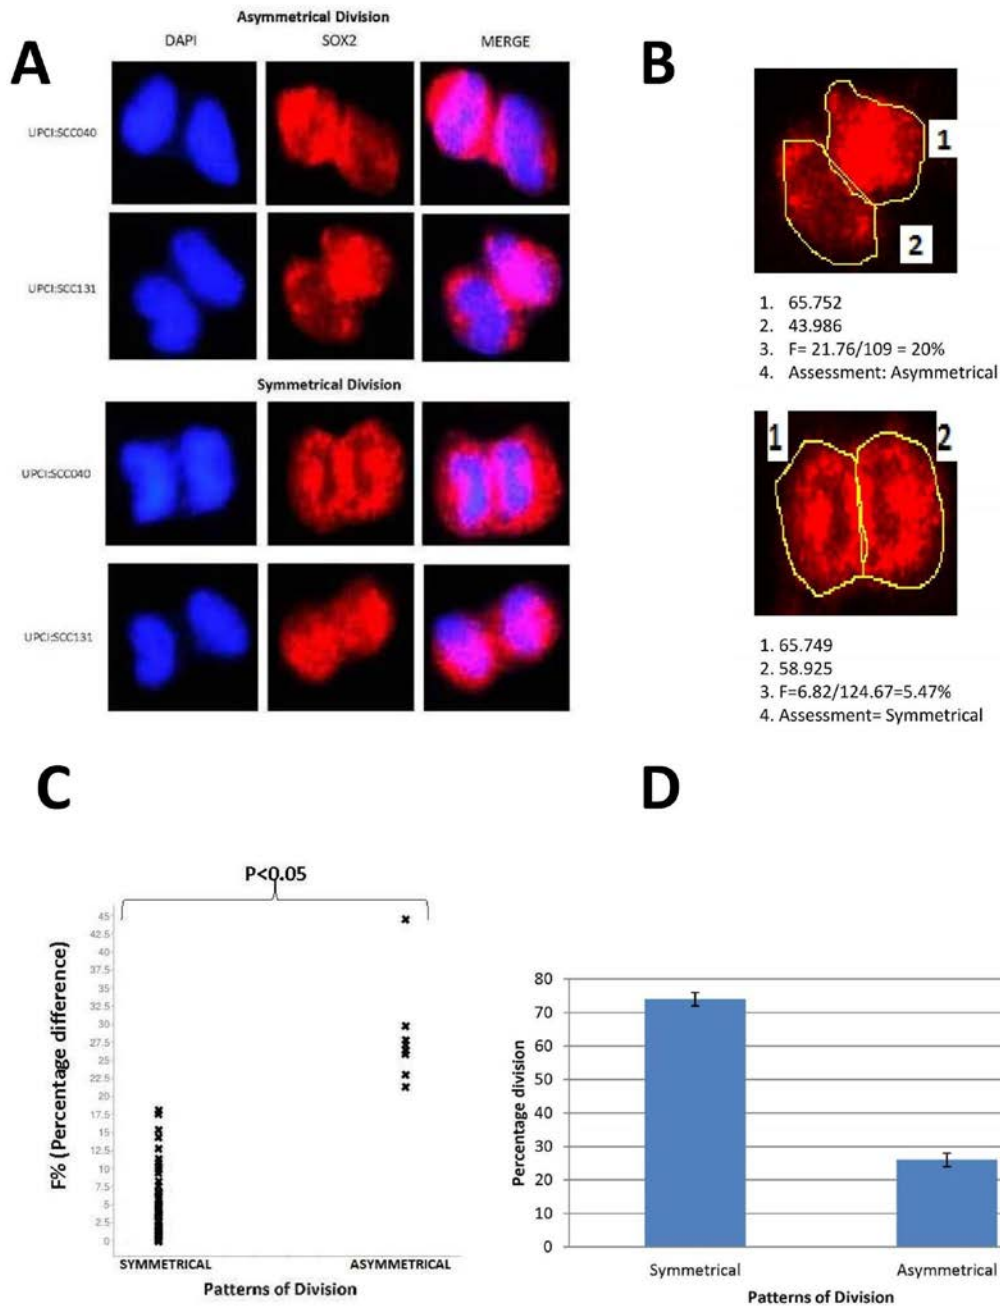 Asymmetrical Division
A
DAPI SOX2 MERGE
UPCI:SCC040
UPCI:SCC131
Symmetrical Division
UPCI:SCC040
UPCI:SCC131
B
1
2
1. 65.752
2. 43.986
3. F= 21.76/109 = 20%
4. Assessment: Asymmetrical
1
2
1. 65.749
2. 58.925
3. F=6.82/124.67=5.47%
4. Assessment= Symmetrical
C
P<0.05
F% (Percentage difference)
45
42.5
40
37.5
35
32.5
30
27.5
25
22.5
20
17.5
15
12.5
10
7.5
5
2.5
0
SYMMETRICAL ASYMMETRICAL
Patterns of Division
D
Percentage division
80
70
60
50
40
30
20
10
0
Symmetrical Asymmetrical
Patterns of Division